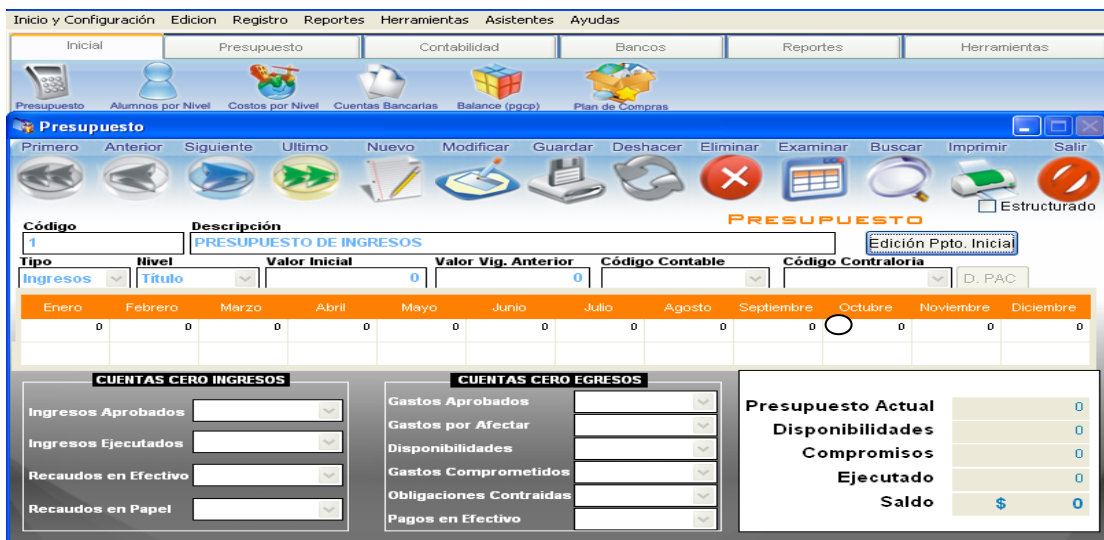 Inicio y Configuración Edicion Registro Reportes Herramientas Asistentes Ayudas
Inicial Presupuesto Contabilidad Bancos Reportes Herramientas
Presupuesto Alumnos por Nivel Costos por Nivel Cuentas Bancarias Balance (pgcp) Plan de Compras
Presupuesto
Primero Anterior Siguiente Ultimo Nuevo Modificar Guardar Deshacer Eliminar Examinar Buscar Imprimir Salir
Estructurado
PRESUPUESTO
Código Descripción
1 PRESUPUESTO DE INGRESOS Edición Ppto. Inicial
Tipo Nivel Valor Inicial Valor Vig. Anterior Código Contable Código Contraloria
Ingresos Título 0 0 D. PAC
Enero Febrero Marzo Abril Mayo Junio Julio Agosto Septiembre Octubre Noviembre Diciembre
0 0 0 0 0 0 0 0 0 0 0 0
CUENTAS CERO INGRESOS
Ingresos Aprobados
Ingresos Ejecutados
Recaudos en Efectivo
Recaudos en Papel
CUENTAS CERO EGRESOS
Gastos Aprobados
Gastos por Afectar
Disponibilidades
Gastos Comprometidos
Obligaciones Contraidas
Pagos en Efectivo
Presupuesto Actual 0
Disponibilidades 0
Compromisos 0
Ejecutado 0
Saldo $ 0